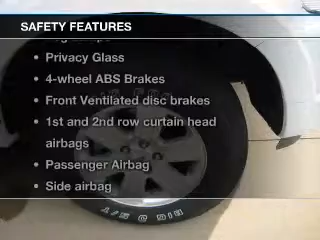 SAFETY FEATURES
• Privacy Glass
• 4-wheel ABS Brakes
• Front Ventilated disc brakes
• 1st and 2nd row curtain head
airbags
• Passenger Airbag
• Side airbag
BIG O